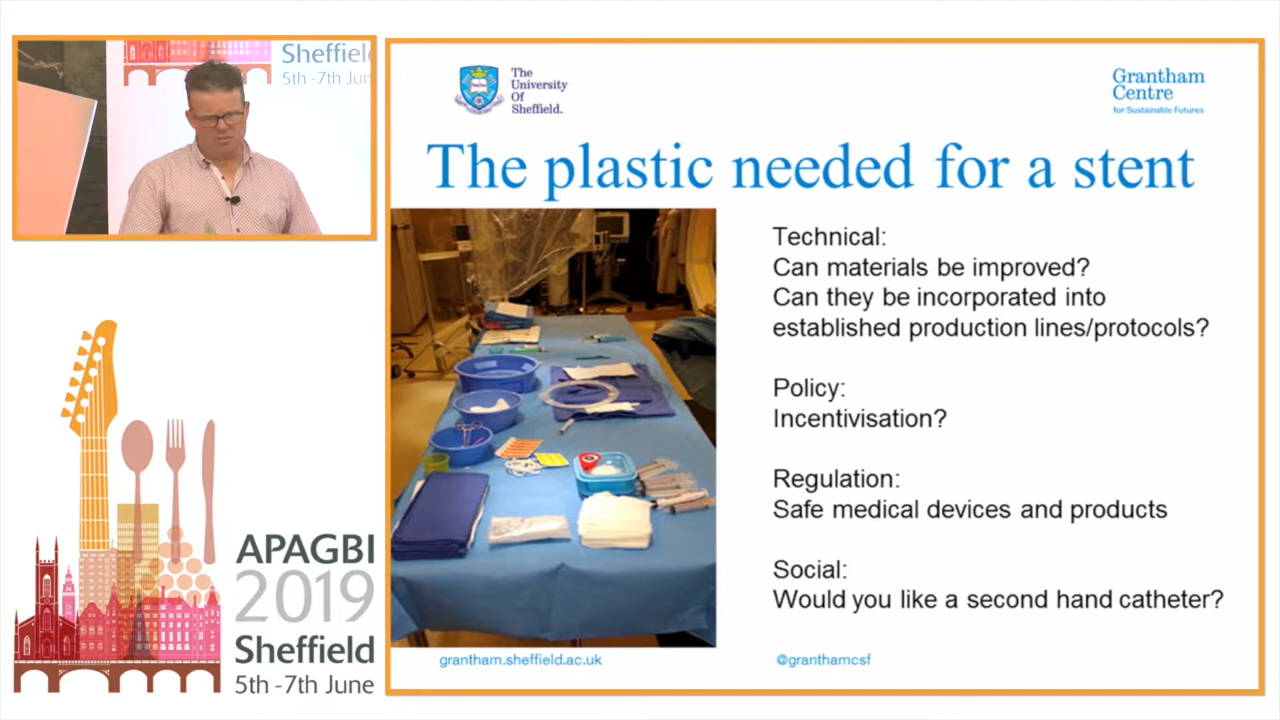 Sheffield
5th -7th Jun
The
University
Of
Sheffield.
Grantham
Centre
for Sustainable Futures
The plastic needed for a stent
Technical:
Can materials be improved?
Can they be incorporated into
established production lines/protocols?
Policy:
Incentivisation?
Regulation:
Safe medical devices and products
Social:
Would you like a second hand catheter?
grantham.sheffield.ac.uk
@granthamcsf
APAGBI
2019
Sheffield
5th -7th June